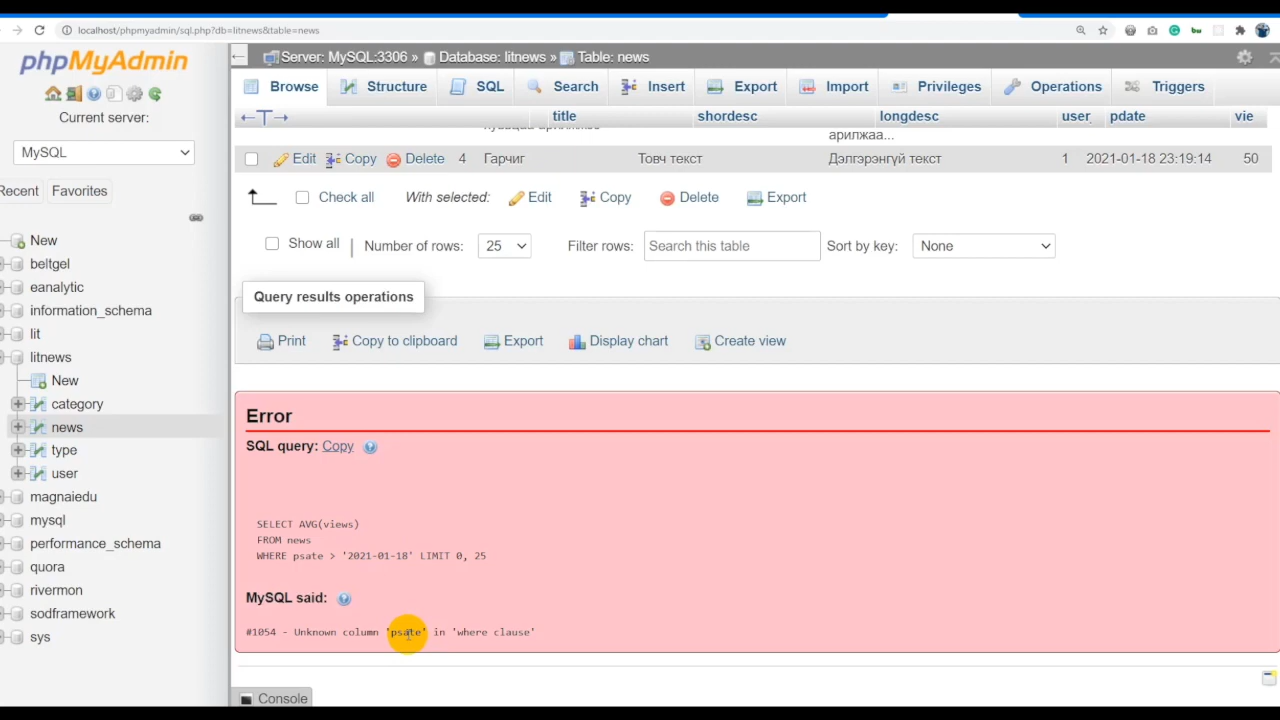 localhost/phpmyadmin/sql.php?db=litnews&table=news
phpMyAdmin
Current server:
MySQL
Recent Favorites
New
beltgel
eanalytic
information_schema
lit
litnews
New
category
news
type
user
magnaiedu
mysql
performance_schema
quora
rivermon
sodframework
sys
Server: MySQL:3306 » Database: litnews » Table: news
Browse Structure SQL Search Insert Export Import Privileges Operations Triggers
←T→ title shordesc longdesc user pdate vie
арилжаа...
Edit Copy Delete 4 Гарчиг Товч текст Дэлгэрэнгүй текст 1 2021-01-18 23:19:14 50
Check all With selected: Edit Copy Delete Export
Show all Number of rows: 25 Filter rows: Search this table Sort by key: None
Query results operations
Print Copy to clipboard Export Display chart Create view
Error
SQL query: Copy
SELECT AVG(views)
FROM news
WHERE psate > '2021-01-18' LIMIT 0, 25
MySQL said:
#1054 - Unknown column 'psate' in 'where clause'
Console